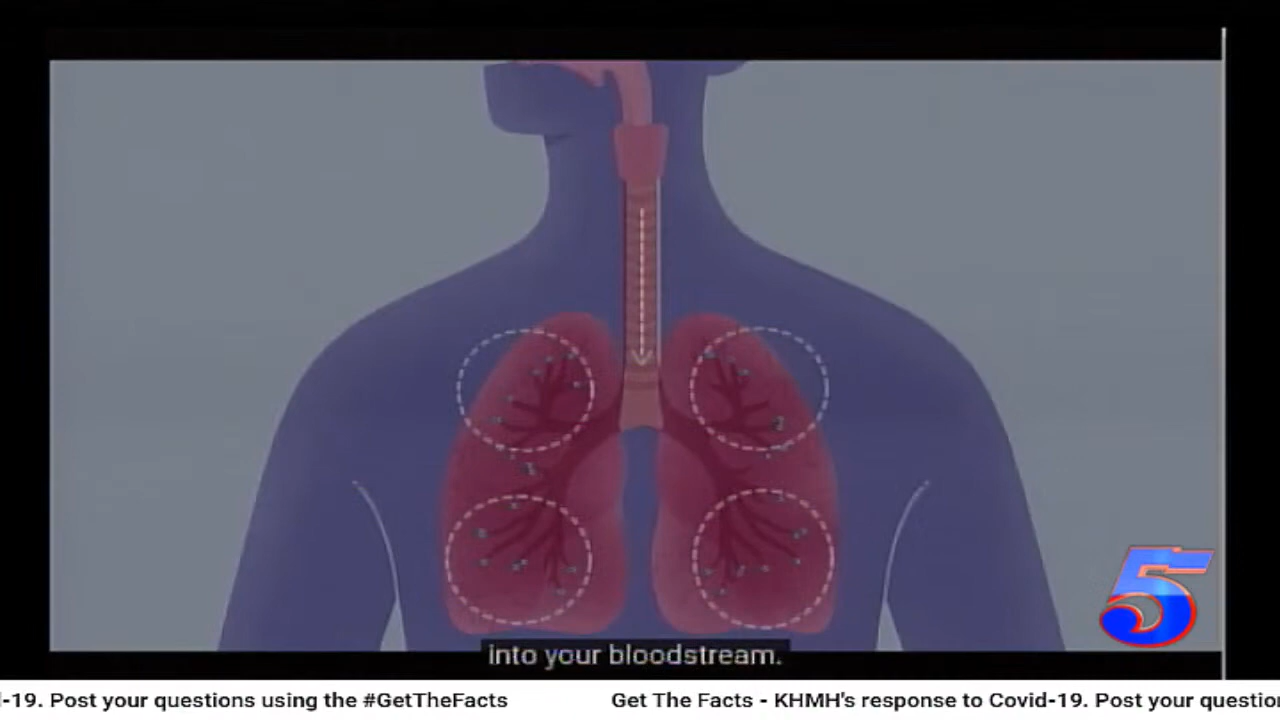 5
into your bloodstream.
l-19. Post your questions using the #GetTheFacts Get The Facts - KHMH's response to Covid-19. Post your question